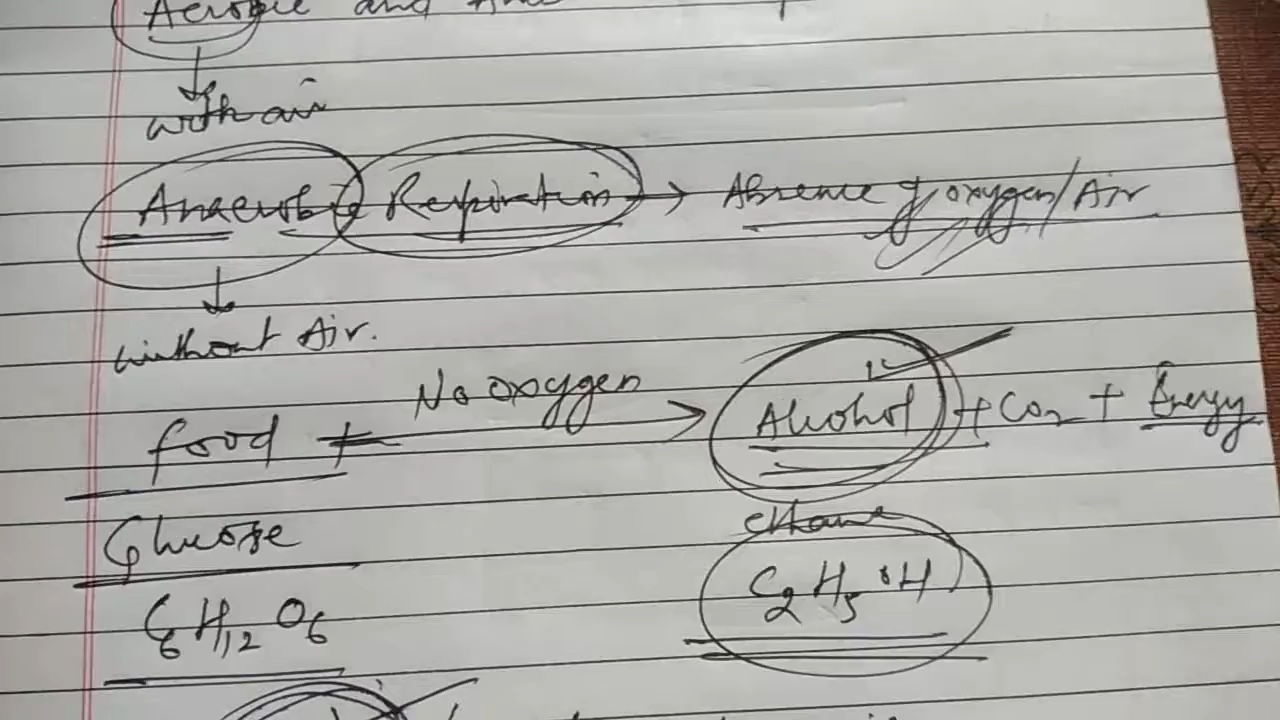 Aerobic and
with air
Anaerobic Respiration → Absence of oxygen/Air
without Air.
food No oxygen → Alcohol + CO2 + Energy
Glucose
C6H12O6 C2H5OH